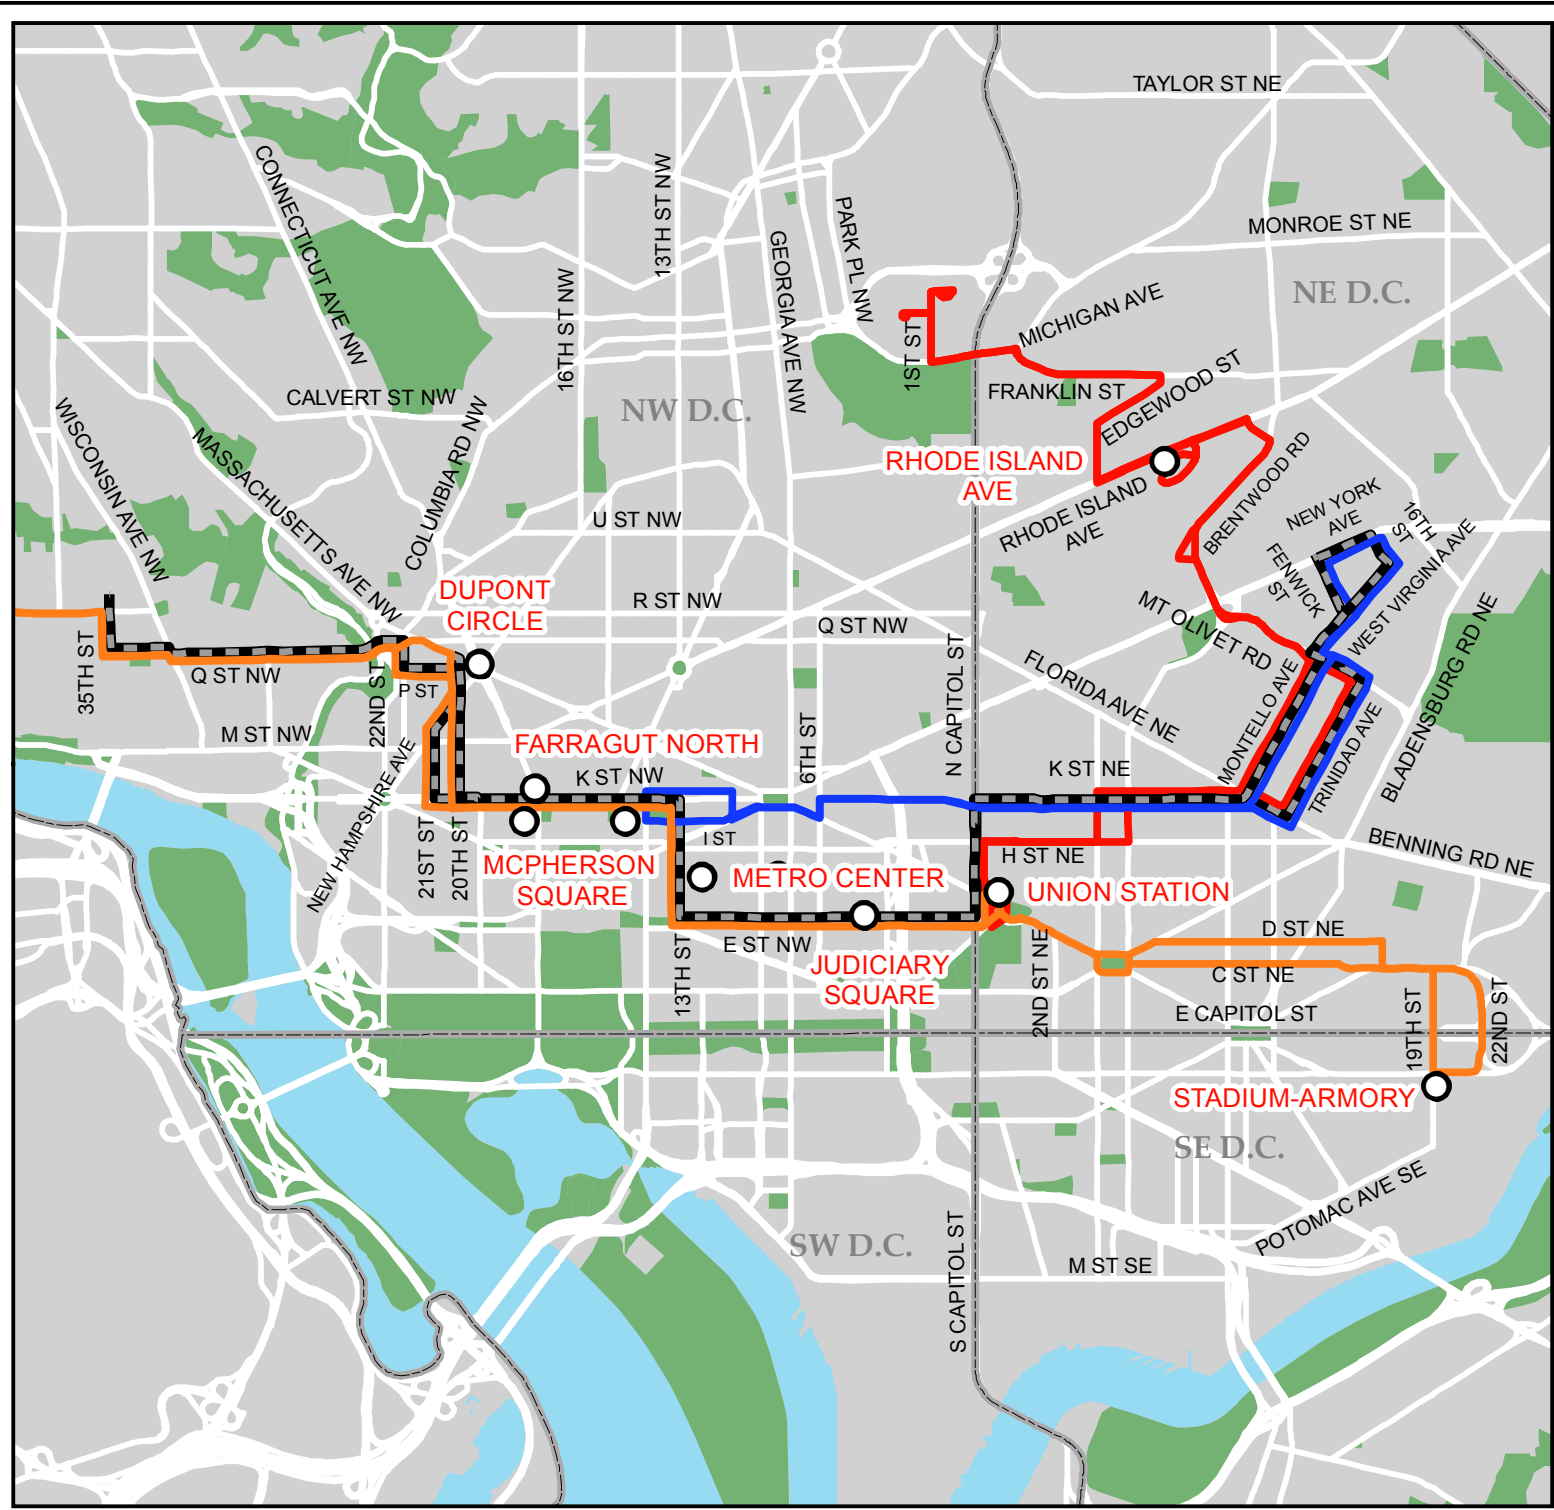 TAYLOR ST NE
CONNECTICUT AVE NW
13TH ST NW
PARK PL NW
MONROE ST NE
GEORGIA AVE NW
16TH ST NW
NE D.C.
MICHIGAN AVE
1ST ST
FRANKLIN ST
EDGEWOOD ST
CALVERT ST NW
NW D.C.
WISCONSIN AVE NW
MASSACHUSETTS AVE NW
COLUMBIA RD NW
RHODE ISLAND
AVE
BRENTWOOD RD
RHODE ISLAND
AVE
NEW YORK
AVE
16TH
ST
U ST NW
FENWICK
ST
WEST VIRGINIA AVE
DUPONT
CIRCLE
R ST NW
Q ST NW
MT OLIVET RD
BLADENSBURG RD NE
35TH ST
Q ST NW
22ND ST
P ST
N CAPITOL ST
FLORIDA AVE NE
MONTELLO AVE
TRINIDAD AVE
M ST NW
NEW HAMPSHIRE AVE
FARRAGUT NORTH
K ST NW
6TH ST
K ST NE
21ST ST
20TH ST
I ST
BENNING RD NE
MCPHERSON
SQUARE
METRO CENTER
H ST NE
UNION STATION
13TH ST
E ST NW
JUDICIARY
SQUARE
2ND ST NE
D ST NE
C ST NE
E CAPITOL ST
19TH ST
22ND ST
STADIUM-ARMORY
SE D.C.
POTOMAC AVE SE
SW D.C.
S CAPITOL ST
M ST SE